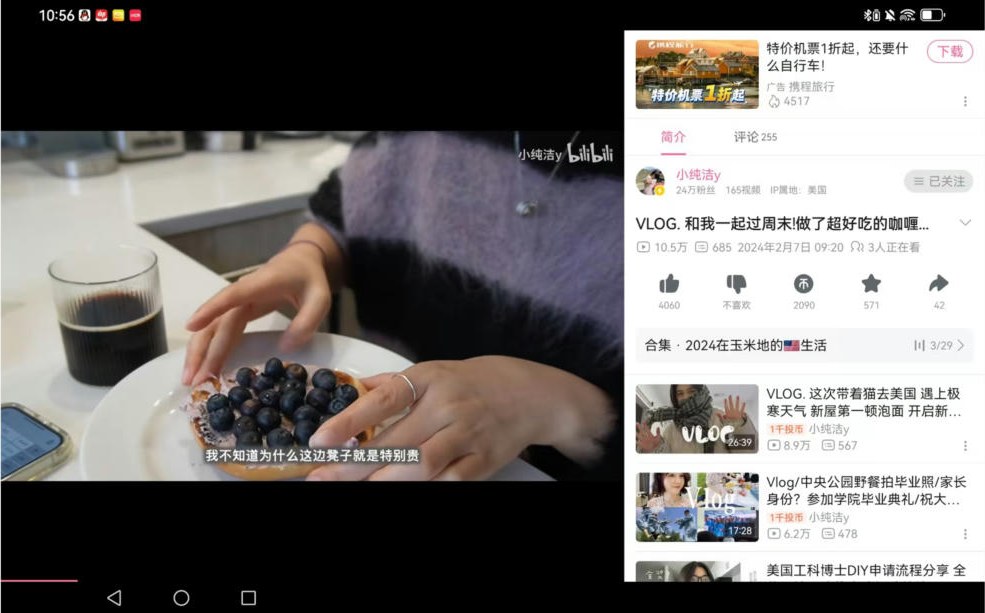 10:56
小纯洁y bilibili
我不知道为什么这边凳子就是特别贵
携程旅行
特价机票1折起
特价机票1折起，还要什
么自行车！
下载
广告 携程旅行
4517
简介
评论 255
小纯洁y
24万粉丝 165视频 IP属地：美国
已关注
VLOG. 和我一起过周末!做了超好吃的咖喱...
10.5万 685 2024年2月7日 09:20 3人正在看
4060 不喜欢 2090 571 42
合集 · 2024在玉米地的🇺🇸生活
3/29
VLOG
26:39
VLOG. 这次带着猫去美国 遇上极
寒天气 新屋第一顿泡面 开启新...
1千投币 小纯洁y
8.9万 567
Vlog
17:28
Vlog/中央公园野餐拍毕业照/家长
身份？参加学院毕业典礼/祝大...
1千投币 小纯洁y
6.2万 478
美国工科博士DIY申请流程分享 全